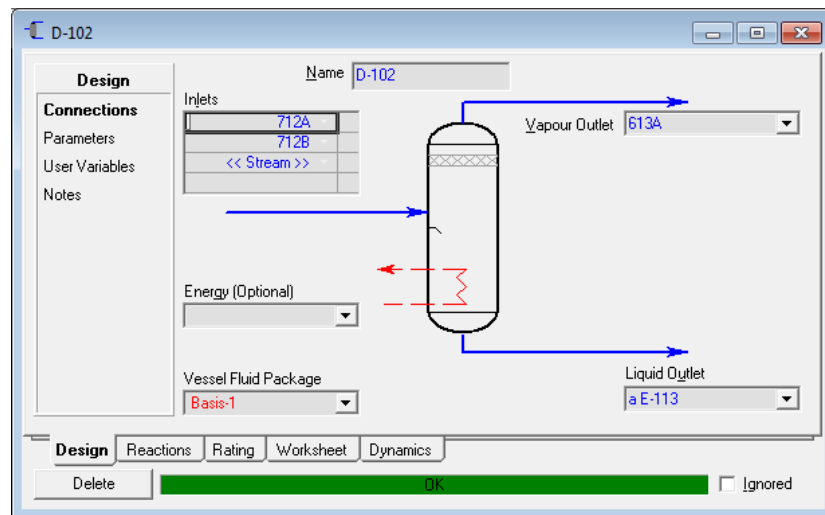 D-102
Design
Connections
Parameters
User Variables
Notes
Name D-102
Inlets
712A
712B
<< Stream >>
Vapour Outlet 613A
Energy (Optional)
Vessel Fluid Package
Basis-1
Liquid Outlet
a E-113
Design Reactions Rating Worksheet Dynamics
Delete OK Ignored